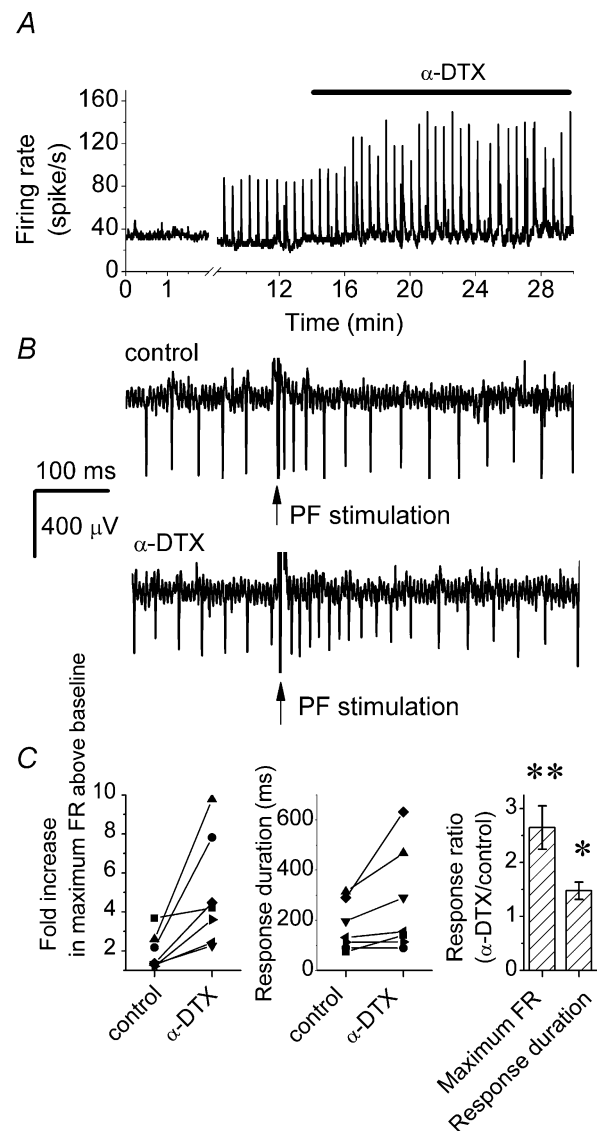 A
α-DTX
160
120
80
40
0
Firing rate
(spike/s)
0 1 12 16 20 24 28
Time (min)
B
control
100 ms
400 μV
PF stimulation
α-DTX
PF stimulation
C
Fold increase
in maximum FR above baseline
10
8
6
4
2
control
α-DTX
Response duration (ms)
600
400
200
0
control
α-DTX
Response ratio
(α-DTX/control)
3
2
1
0
**
*
Maximum FR
Response duration